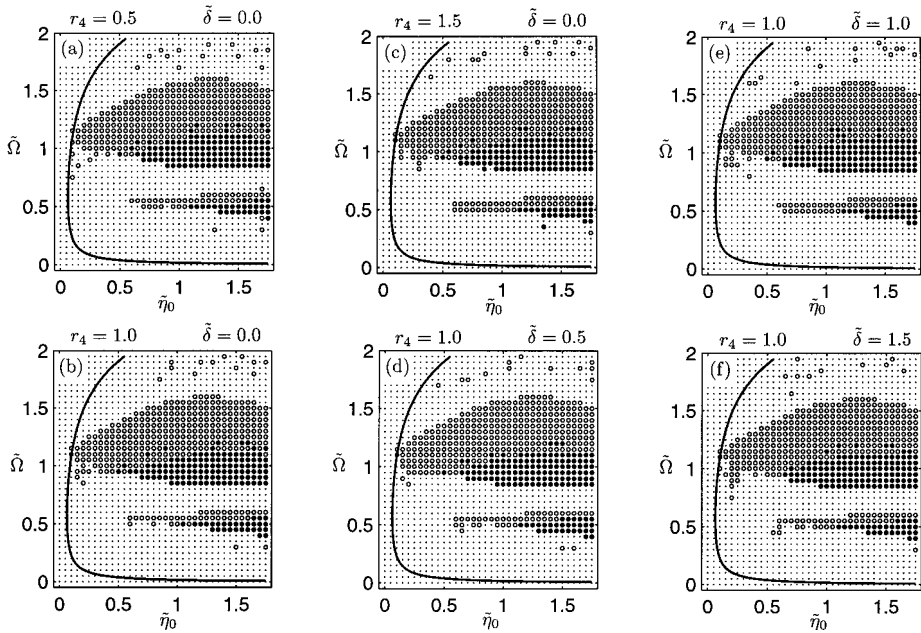 r₄ = 0.5 δ̃ = 0.0
(a)
2
1.5
Ω̃ 1
0.5
0
0 0.5 1 1.5
η̃₀
r₄ = 1.5 δ̃ = 0.0
(c)
2
1.5
Ω̃ 1
0.5
0
0 0.5 1 1.5
η̃₀
r₄ = 1.0 δ̃ = 1.0
(e)
2
1.5
Ω̃ 1
0.5
0
0 0.5 1 1.5
η̃₀
r₄ = 1.0 δ̃ = 0.0
(b)
2
1.5
Ω̃ 1
0.5
0
0 0.5 1 1.5
η̃₀
r₄ = 1.0 δ̃ = 0.5
(d)
2
1.5
Ω̃ 1
0.5
0
0 0.5 1 1.5
η̃₀
r₄ = 1.0 δ̃ = 1.5
(f)
2
1.5
Ω̃ 1
0.5
0
0 0.5 1 1.5
η̃₀